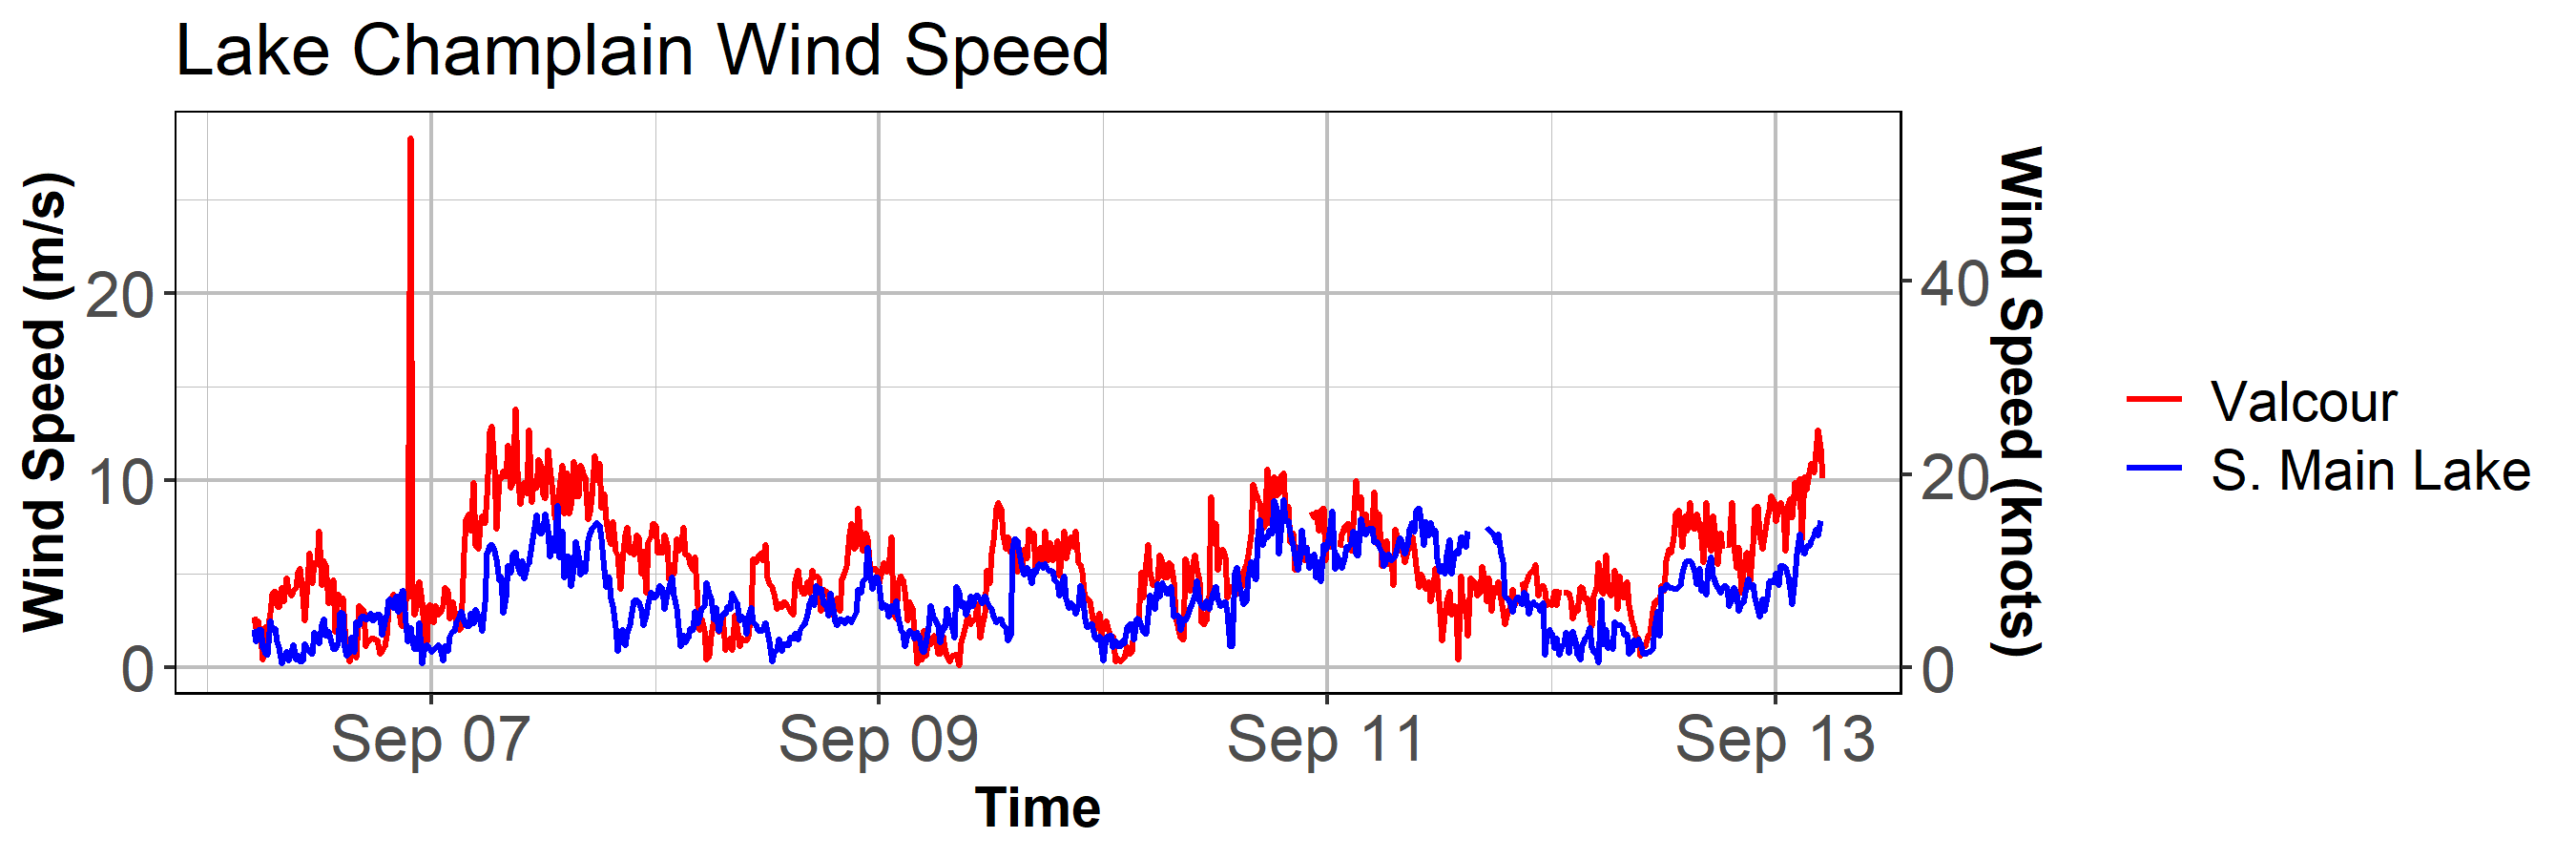 Lake Champlain Wind Speed
Wind Speed (m/s)
20
10
0
40
20
0
Wind Speed (knots)
Sep 07
Sep 09
Sep 11
Sep 13
Time
Valcour
S. Main Lake